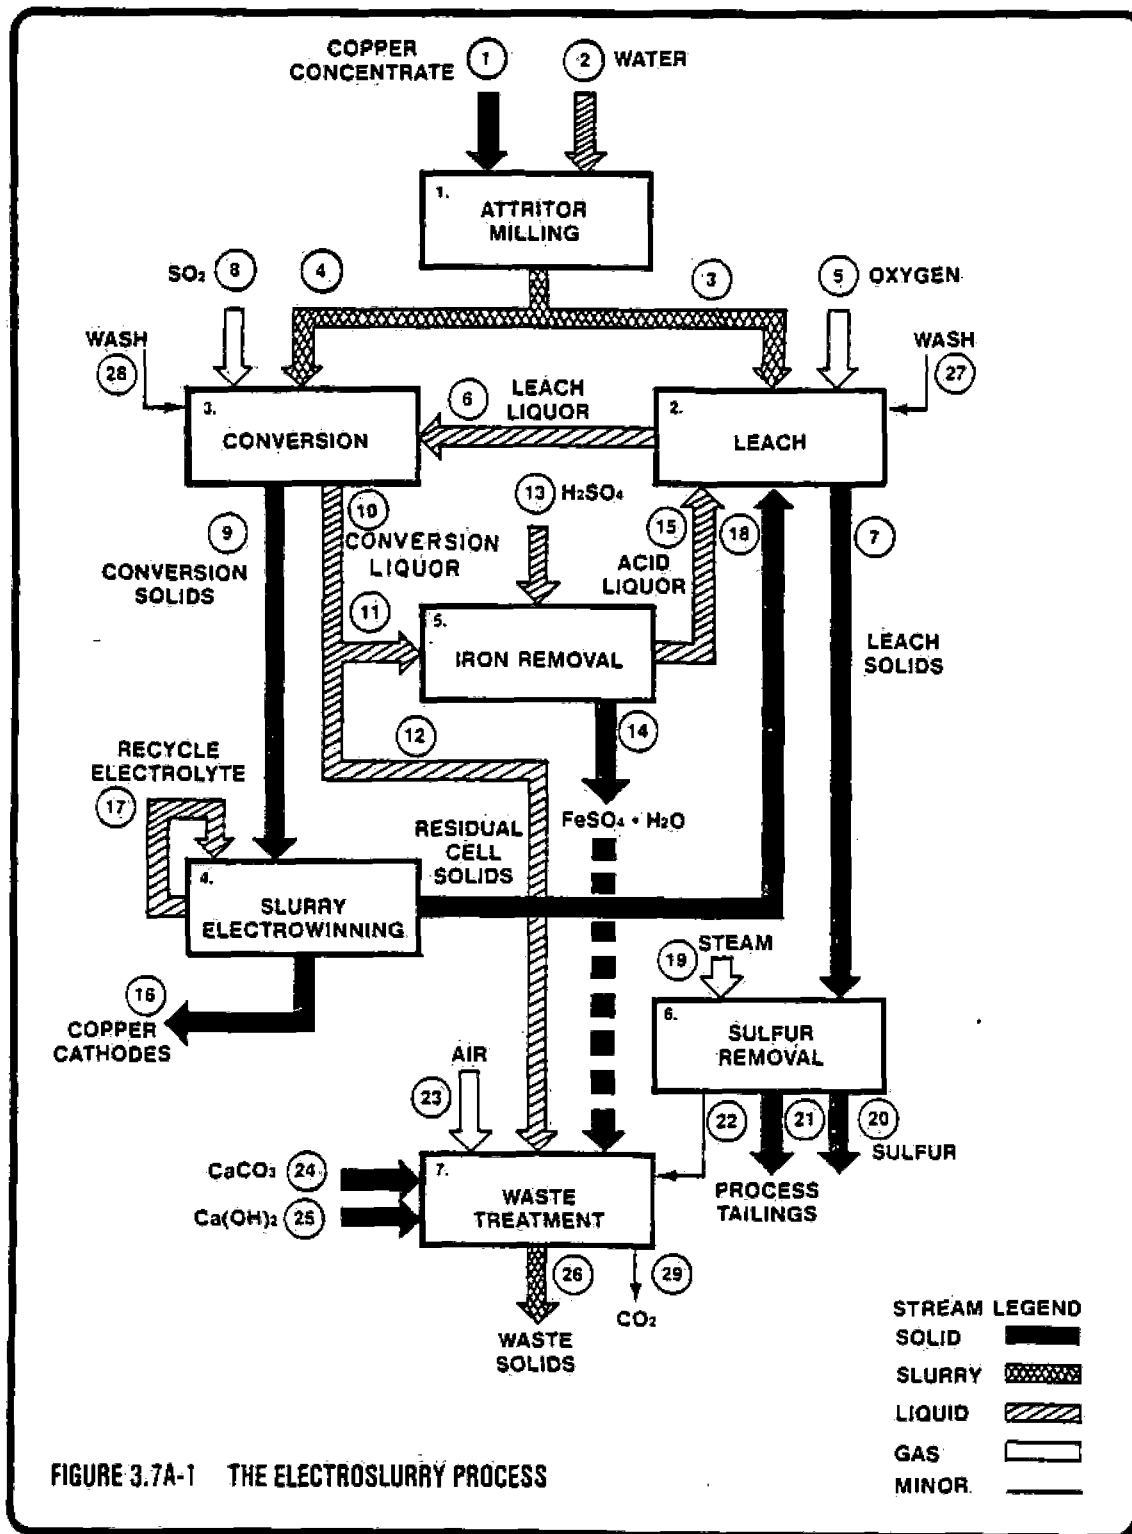 COPPER
CONCENTRATE
1
2
WATER
1.
ATTRITOR
MILLING
SO₂
8
4
3
5
OXYGEN
WASH
28
WASH
27
3.
CONVERSION
6
LEACH
LIQUOR
2.
LEACH
9
CONVERSION
SOLIDS
10
CONVERSION
LIQUOR
13
H₂SO₄
15
18
ACID
LIQUOR
7
LEACH
SOLIDS
11
5.
IRON REMOVAL
12
14
FeSO₄ • H₂O
RECYCLE
ELECTROLYTE
17
RESIDUAL
CELL
SOLIDS
4.
SLURRY
ELECTROWINNING
16
COPPER
CATHODES
19
STEAM
6.
SULFUR
REMOVAL
AIR
23
22
21
20
SULFUR
PROCESS
TAILINGS
CaCO₃
24
Ca(OH)₂
25
7.
WASTE
TREATMENT
26
29
CO₂
WASTE
SOLIDS
STREAM LEGEND
SOLID
SLURRY
LIQUID
GAS
MINOR
FIGURE 3.7A-1 THE ELECTROSLURRY PROCESS